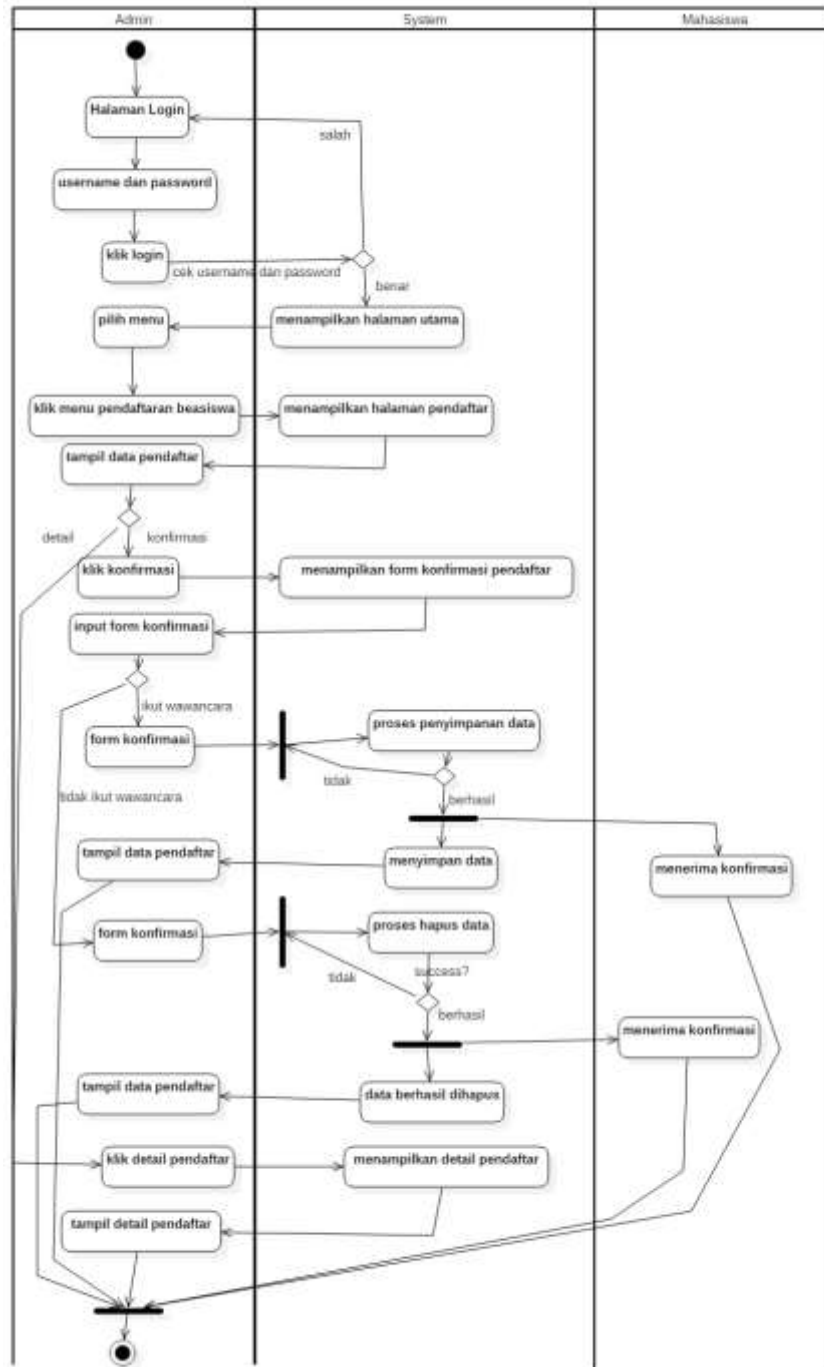 Admin
System
Mahasiswa
Halaman Login
salah
username dan password
klik login
cek username dan password
benar
pilih menu
menampilkan halaman utama
klik menu pendaftaran beasiswa
menampilkan halaman pendaftar
tampil data pendaftar
detail
konfirmasi
klik konfirmasi
menampilkan form konfirmasi pendaftar
input form konfirmasi
ikut wawancara
form konfirmasi
proses penyimpanan data
tidak
tidak ikut wawancara
berhasil
tampil data pendaftar
menyimpan data
menerima konfirmasi
form konfirmasi
proses hapus data
success?
tidak
berhasil
menerima konfirmasi
tampil data pendaftar
data berhasil dihapus
klik detail pendaftar
menampilkan detail pendaftar
tampil detail pendaftar